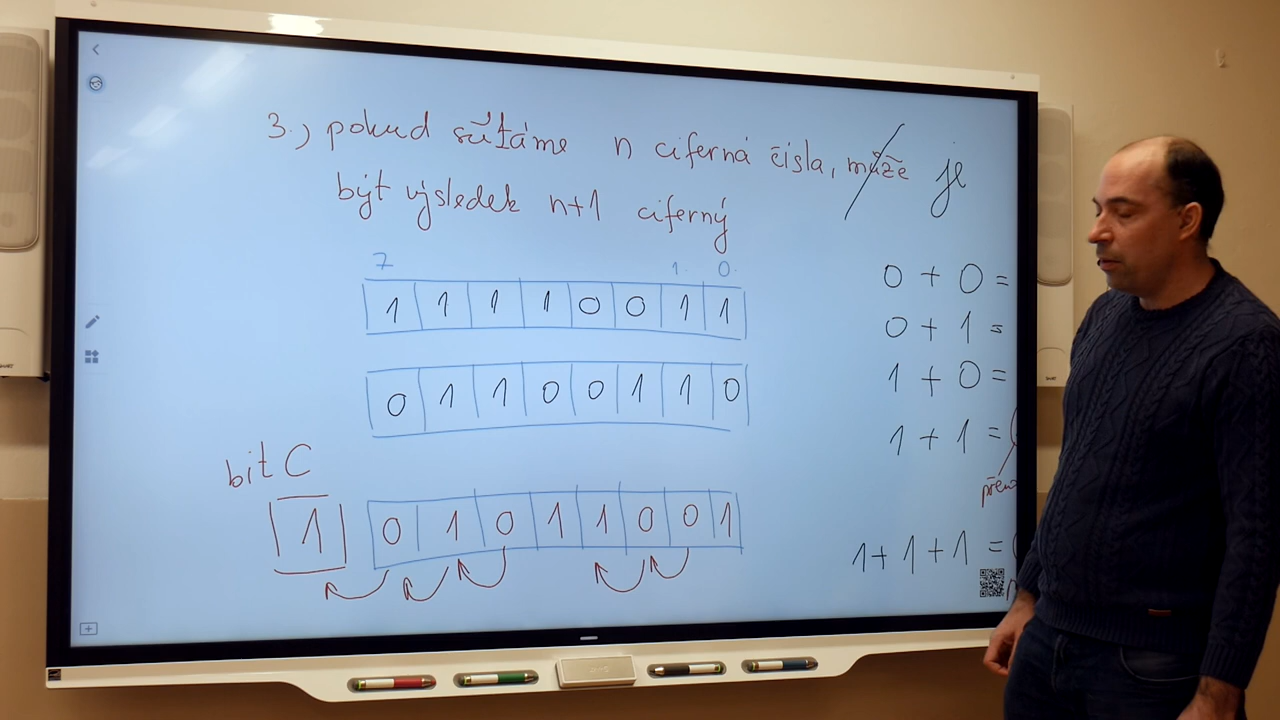 3., pokud sčítáme n ciferná čísla, může je
být výsledek n+1 ciferný
7 1. 0.
1 1 1 1 0 0 1 1
0 1 1 0 0 1 1 0
bit C
1 0 1 0 1 1 0 0 1
0 + 0 =
0 + 1 =
1 + 0 =
1 + 1 = (
1 + 1 + 1 = (